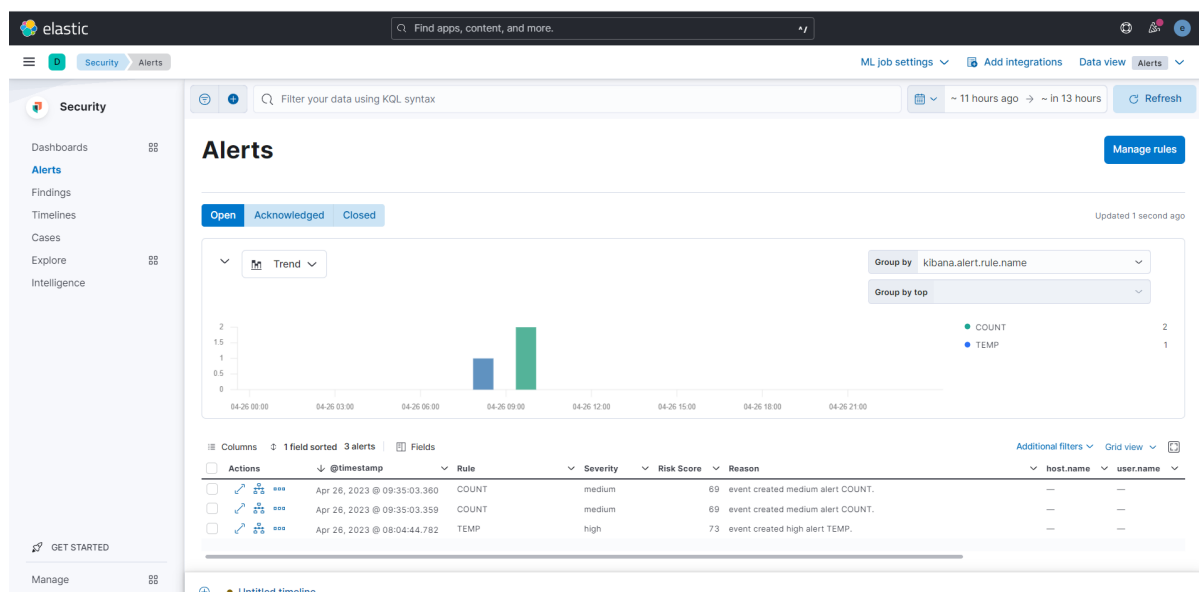 elastic
Find apps, content, and more.
^/
e
D
Security
Alerts
ML job settings
Add integrations
Data view
Alerts
Security
Filter your data using KQL syntax
~ 11 hours ago → ~ in 13 hours
Refresh
Dashboards
Alerts
Findings
Timelines
Cases
Explore
Intelligence
GET STARTED
Manage
Alerts
Manage rules
Open
Acknowledged
Closed
Updated 1 second ago
Trend
Group by kibana.alert.rule.name
Group by top
2
1.5
1
0.5
0
04-26 00:00 04-26 03:00 04-26 06:00 04-26 09:00 04-26 12:00 04-26 15:00 04-26 18:00 04-26 21:00
COUNT 2
TEMP 1
Columns 1 field sorted 3 alerts Fields
Additional filters Grid view
Actions @timestamp Rule Severity Risk Score Reason host.name user.name
Apr 26, 2023 @ 09:35:03.360 COUNT medium 69 event created medium alert COUNT. — —
Apr 26, 2023 @ 09:35:03.359 COUNT medium 69 event created medium alert COUNT. — —
Apr 26, 2023 @ 08:04:44.782 TEMP high 73 event created high alert TEMP. — —
Untitled timeline